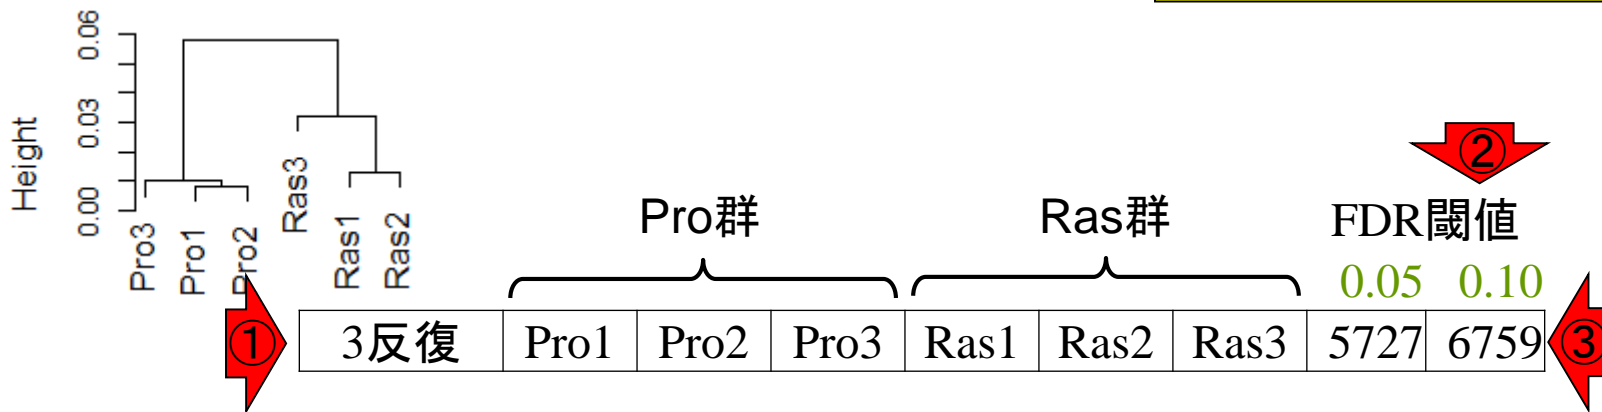 Height
0.00 0.03 0.06
Pro3 Pro1 Pro2 Ras3 Ras1 Ras2
②
Pro群 Ras群 FDR閾値
0.05 0.10
① 3反復 Pro1 Pro2 Pro3 Ras1 Ras2 Ras3 5727 6759 ③